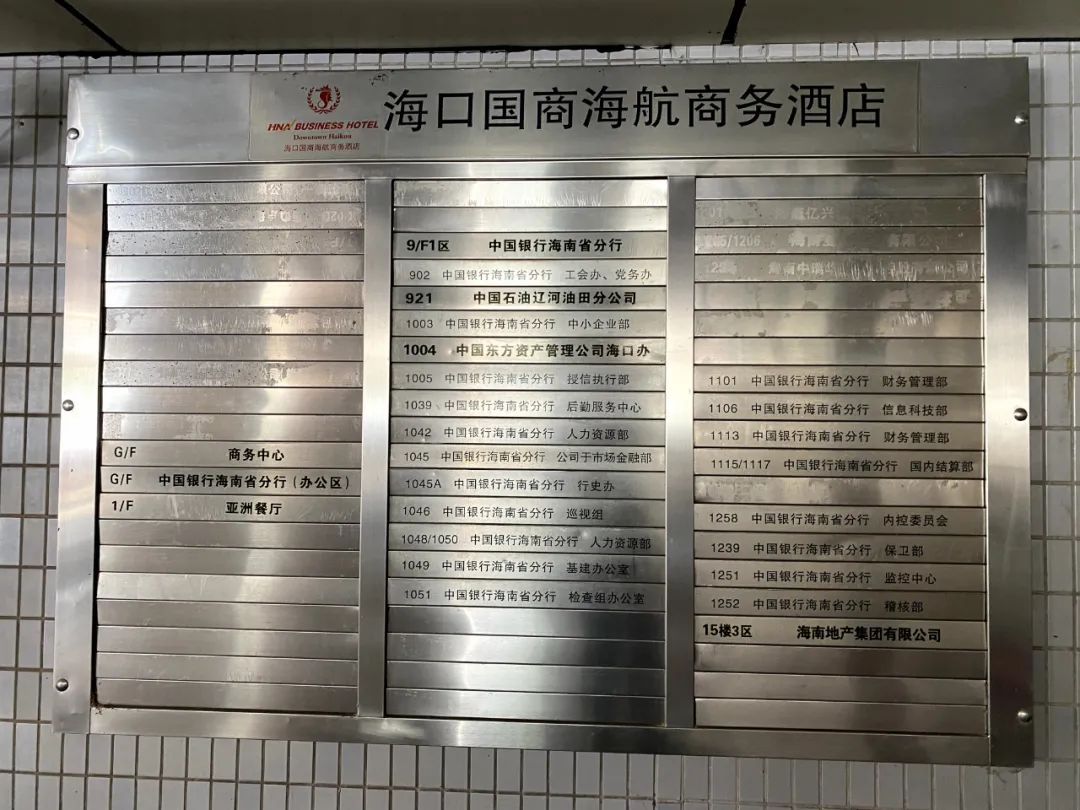 HNA BUSINESS HOTEL
Downtown Haikou
海口国商海航商务酒店
海口国商海航商务酒店
G/F 商务中心
G/F 中国银行海南省分行(办公区)
1/F 亚洲餐厅
9/F1区 中国银行海南省分行
902 中国银行海南省分行 工会办、党务办
921 中国石油辽河油田分公司
1003 中国银行海南省分行 中小企业部
1004 中国东方资产管理公司海口办
1005 中国银行海南省分行 授信执行部
1039 中国银行海南省分行 后勤服务中心
1042 中国银行海南省分行 人力资源部
1045 中国银行海南省分行 公司于市场金融部
1045A 中国银行海南省分行 行史办
1046 中国银行海南省分行 巡视组
1048/1050 中国银行海南省分行 人力资源部
1049 中国银行海南省分行 基建办公室
1051 中国银行海南省分行 检查组办公室
亿兴
/1206
1101 中国银行海南省分行 财务管理部
1106 中国银行海南省分行 信息科技部
1113 中国银行海南省分行 财务管理部
1115/1117 中国银行海南省分行 国内结算部
1258 中国银行海南省分行 内控委员会
1239 中国银行海南省分行 保卫部
1251 中国银行海南省分行 监控中心
1252 中国银行海南省分行 稽核部
15楼3区 海南地产集团有限公司